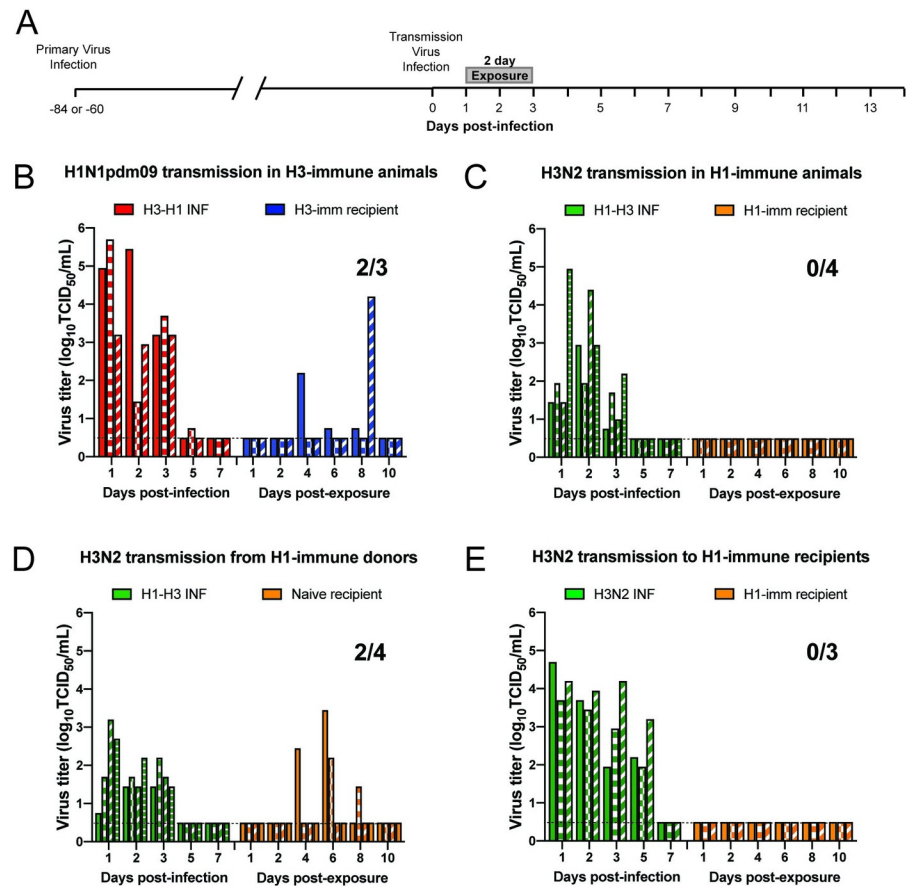 A
Primary Virus
Infection
-84 or -60
Transmission
Virus
Infection
2 day
Exposure
0 1 2 3 5 7 9 11 13
Days post-infection
B
H1N1pdm09 transmission in H3-immune animals
H3-H1 INF H3-imm recipient
2/3
Virus titer (log10TCID50/mL)
6
5
4
3
2
1
0
1 2 3 5 7 1 2 4 6 8 10
Days post-infection Days post-exposure
C
H3N2 transmission in H1-immune animals
H1-H3 INF H1-imm recipient
0/4
Virus titer (log10TCID50/mL)
6
5
4
3
2
1
0
1 2 3 5 7 1 2 4 6 8 10
Days post-infection Days post-exposure
D
H3N2 transmission from H1-immune donors
H1-H3 INF Naive recipient
2/4
Virus titer (log10TCID50/mL)
6
5
4
3
2
1
0
1 2 3 5 7 1 2 4 6 8 10
Days post-infection Days post-exposure
E
H3N2 transmission to H1-immune recipients
H3N2 INF H1-imm recipient
0/3
Virus titer (log10TCID50/mL)
6
5
4
3
2
1
0
1 2 3 5 7 1 2 4 6 8 10
Days post-infection Days post-exposure